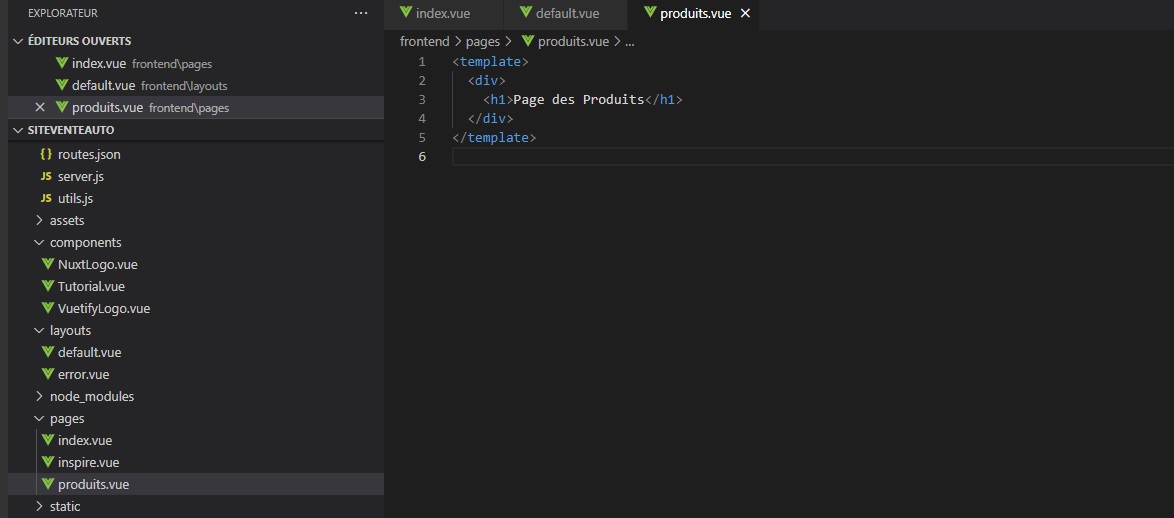 EXPLORATEUR ...
ÉDITEURS OUVERTS
index.vue frontend\pages
default.vue frontend\layouts
produits.vue frontend\pages
SITEVENTEAUTO
{} routes.json
JS server.js
JS utils.js
assets
components
NuxtLogo.vue
Tutorial.vue
VuetifyLogo.vue
layouts
default.vue
error.vue
node_modules
pages
index.vue
inspire.vue
produits.vue
static
index.vue default.vue produits.vue
frontend > pages > produits.vue > ...
1 <template>
2 <div>
3 <h1>Page des Produits</h1>
4 </div>
5 </template>
6